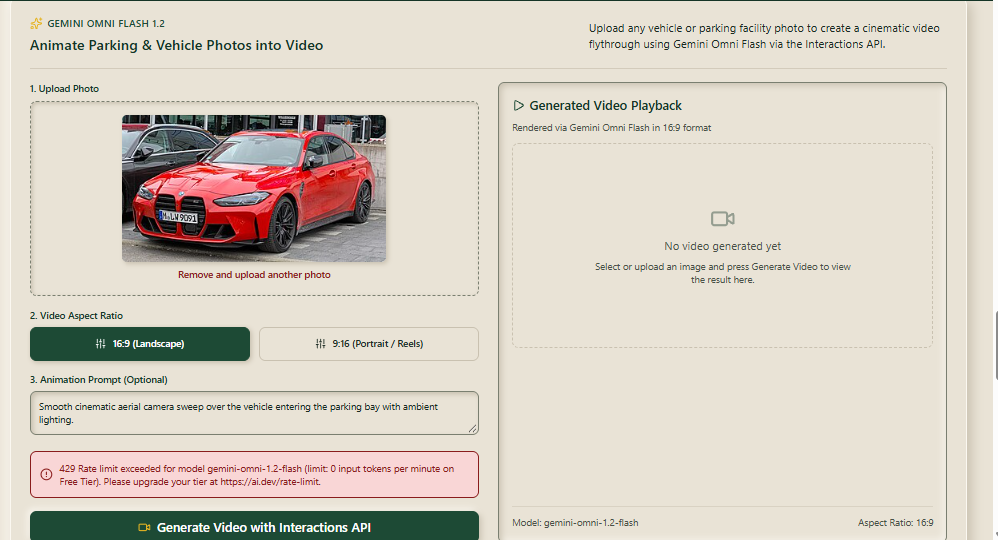 GEMINI OMNI FLASH 1.2
Animate Parking & Vehicle Photos into Video
Upload any vehicle or parking facility photo to create a cinematic video
flythrough using Gemini Omni Flash via the Interactions API.
1. Upload Photo
M LW 9091
Remove and upload another photo
2. Video Aspect Ratio
16:9 (Landscape)
9:16 (Portrait / Reels)
3. Animation Prompt (Optional)
Smooth cinematic aerial camera sweep over the vehicle entering the parking bay with ambient
lighting.
429 Rate limit exceeded for model gemini-omni-1.2-flash (limit: 0 input tokens per minute on
Free Tier). Please upgrade your tier at https://ai.dev/rate-limit.
Generate Video with Interactions API
Generated Video Playback
Rendered via Gemini Omni Flash in 16:9 format
No video generated yet
Select or upload an image and press Generate Video to view
the result here.
Model: gemini-omni-1.2-flash
Aspect Ratio: 16:9